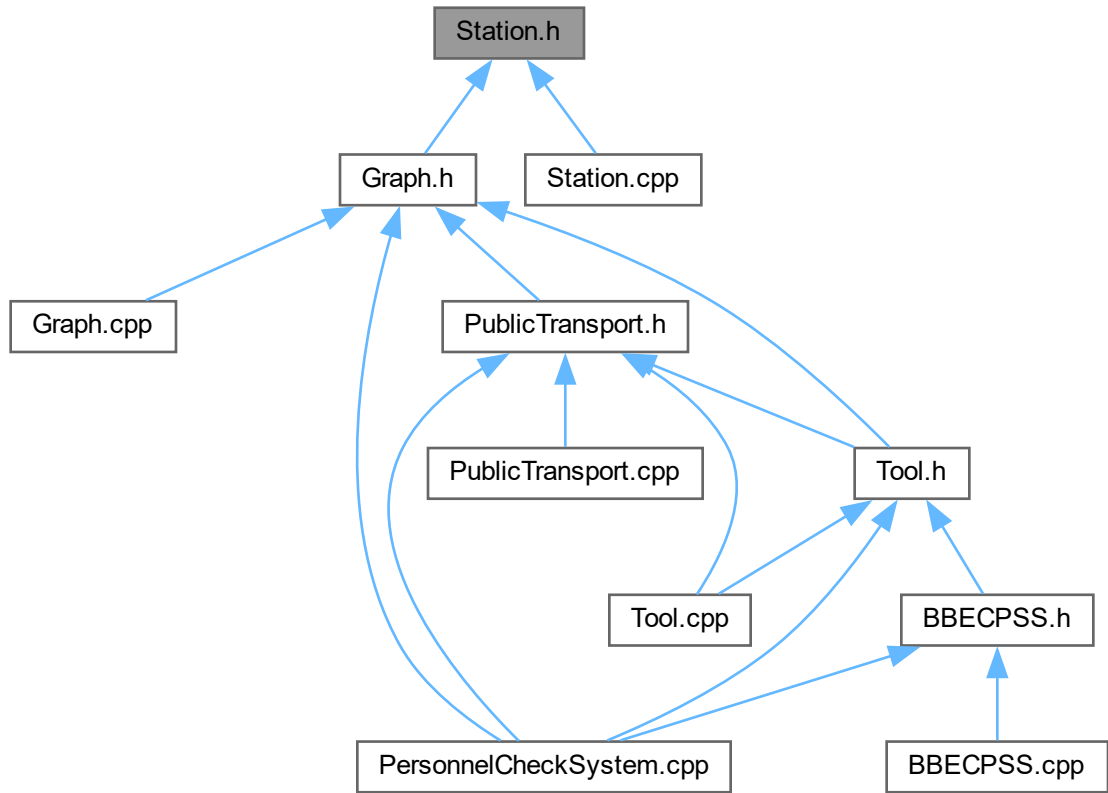 Station.h
Graph.h
Station.cpp
Graph.cpp
PublicTransport.h
PublicTransport.cpp
Tool.h
Tool.cpp
BBECPSS.h
PersonnelCheckSystem.cpp
BBECPSS.cpp